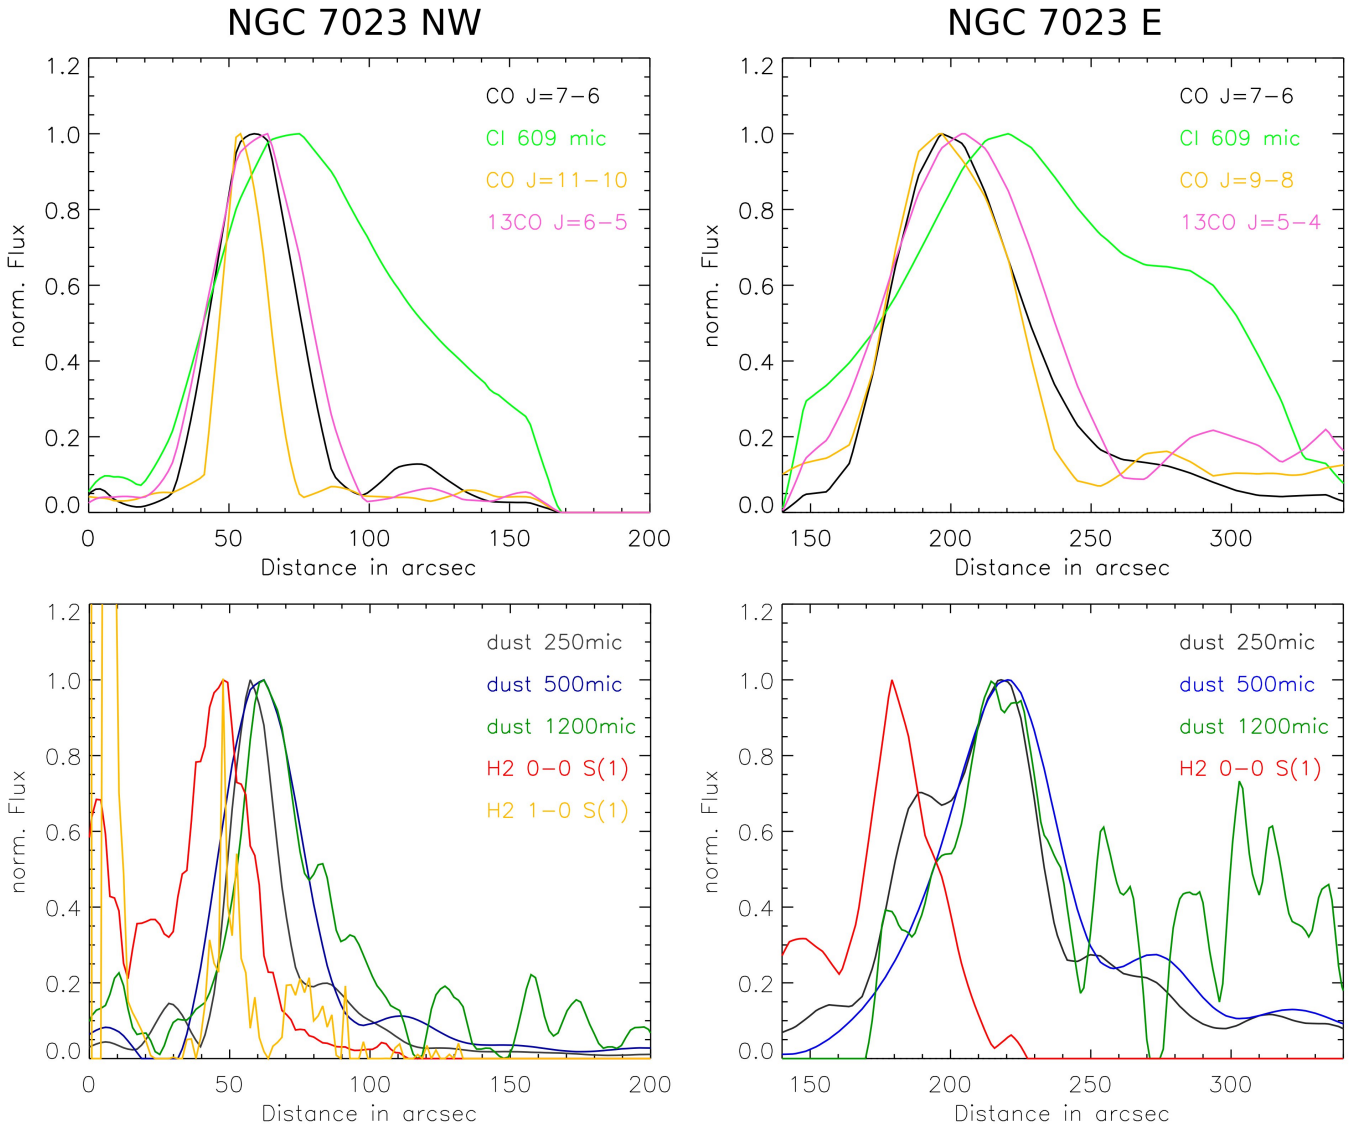 NGC 7023 NW
NGC 7023 E
1.2
1.0
0.8
0.6
0.4
0.2
0.0
norm. Flux
CO J=7-6
CI 609 mic
CO J=11-10
13CO J=6-5
0 50 100 150 200
Distance in arcsec
1.2
1.0
0.8
0.6
0.4
0.2
0.0
norm. Flux
CO J=7-6
CI 609 mic
CO J=9-8
13CO J=5-4
150 200 250 300
Distance in arcsec
1.2
1.0
0.8
0.6
0.4
0.2
0.0
norm. Flux
dust 250mic
dust 500mic
dust 1200mic
H2 0-0 S(1)
H2 1-0 S(1)
0 50 100 150 200
Distance in arcsec
1.2
1.0
0.8
0.6
0.4
0.2
0.0
norm. Flux
dust 250mic
dust 500mic
dust 1200mic
H2 0-0 S(1)
150 200 250 300
Distance in arcsec